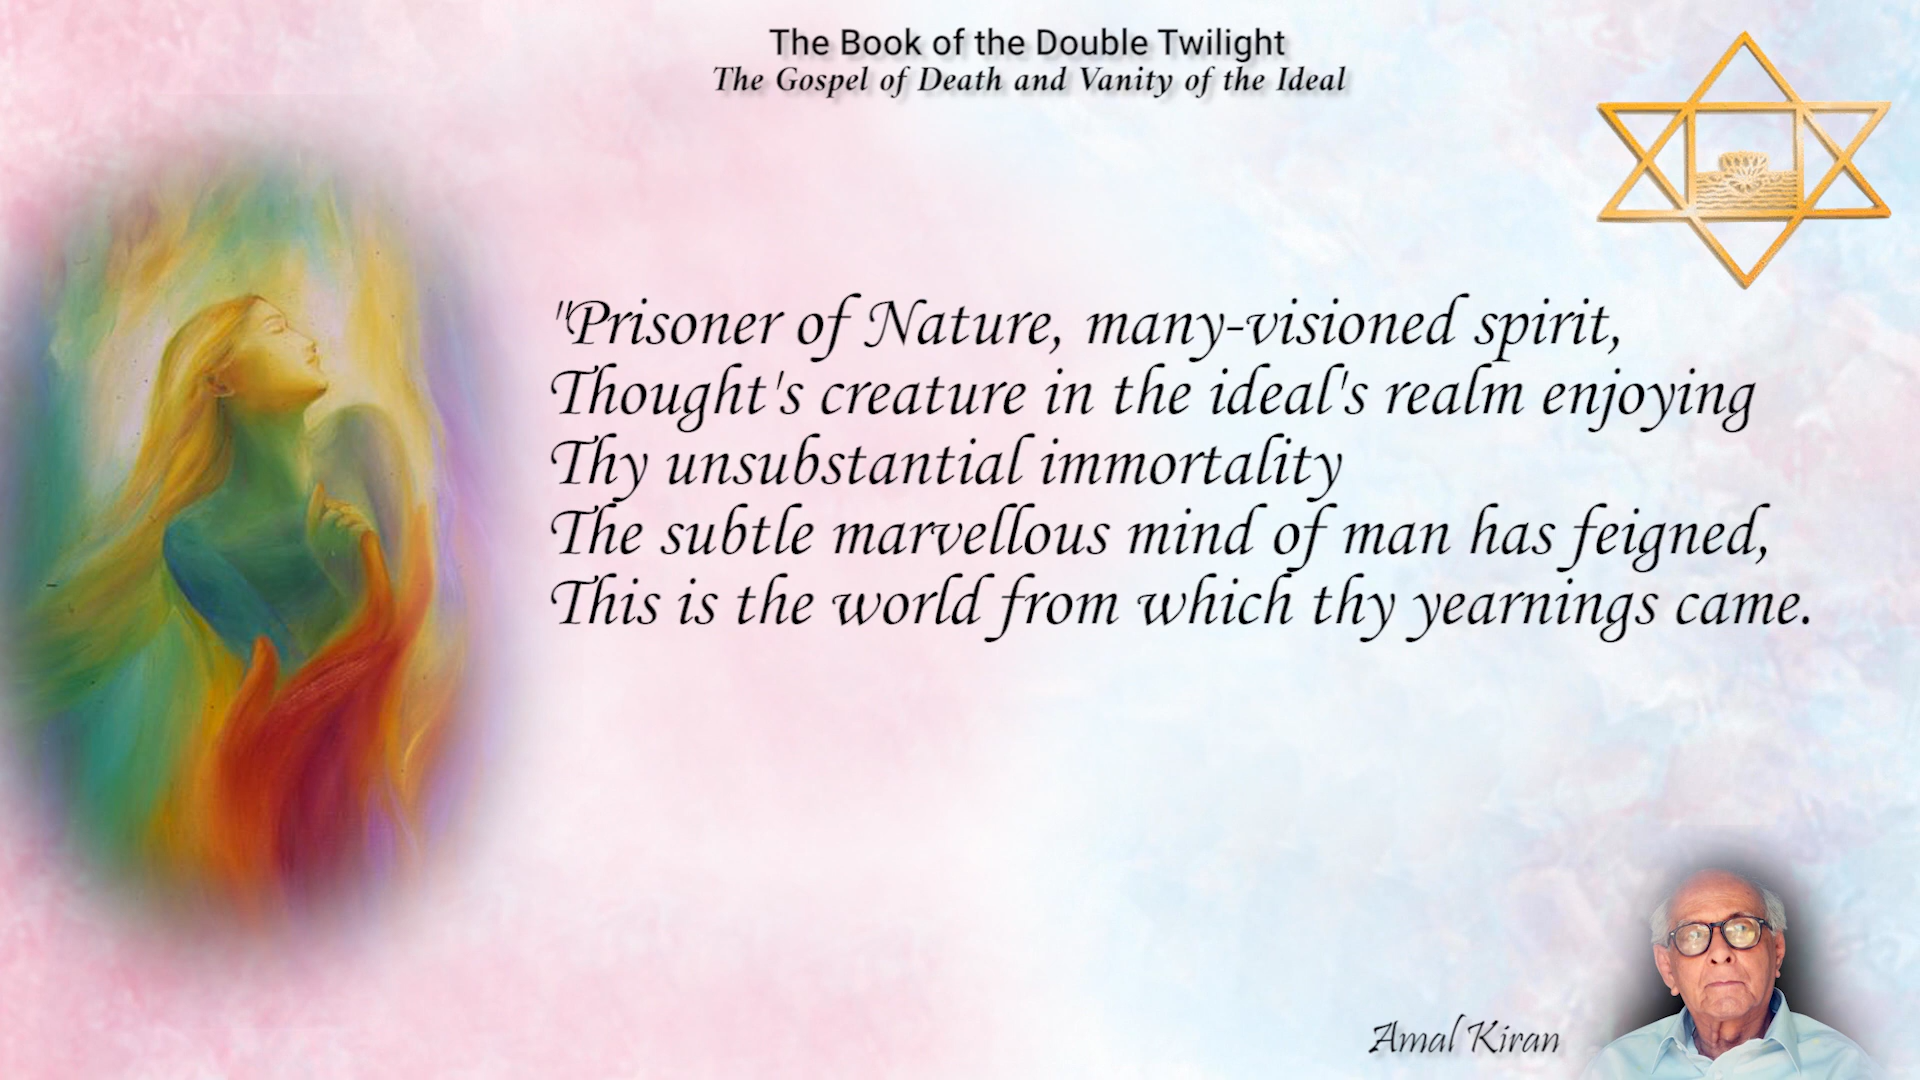 The Book of the Double Twilight
The Gospel of Death and Vanity of the Ideal
"Prisoner of Nature, many-visioned spirit,
Thought's creature in the ideal's realm enjoying
Thy unsubstantial immortality
The subtle marvellous mind of man has feigned,
This is the world from which thy yearnings came.
Amal Kiran